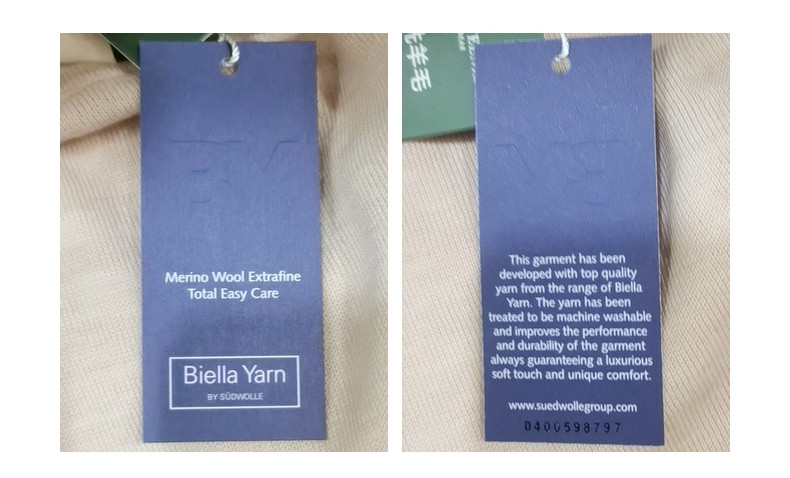 Merino Wool Extrafine
Total Easy Care
Biella Yarn
BY SÜDWOLLE
羊毛
This garment has been
developed with top quality
yarn from the range of Biella
Yarn. The yarn has been
treated to be machine washable
and improves the performance
and durability of the garment
always guaranteeing a luxurious
soft touch and unique comfort.
www.suedwollegroup.com
0400598797